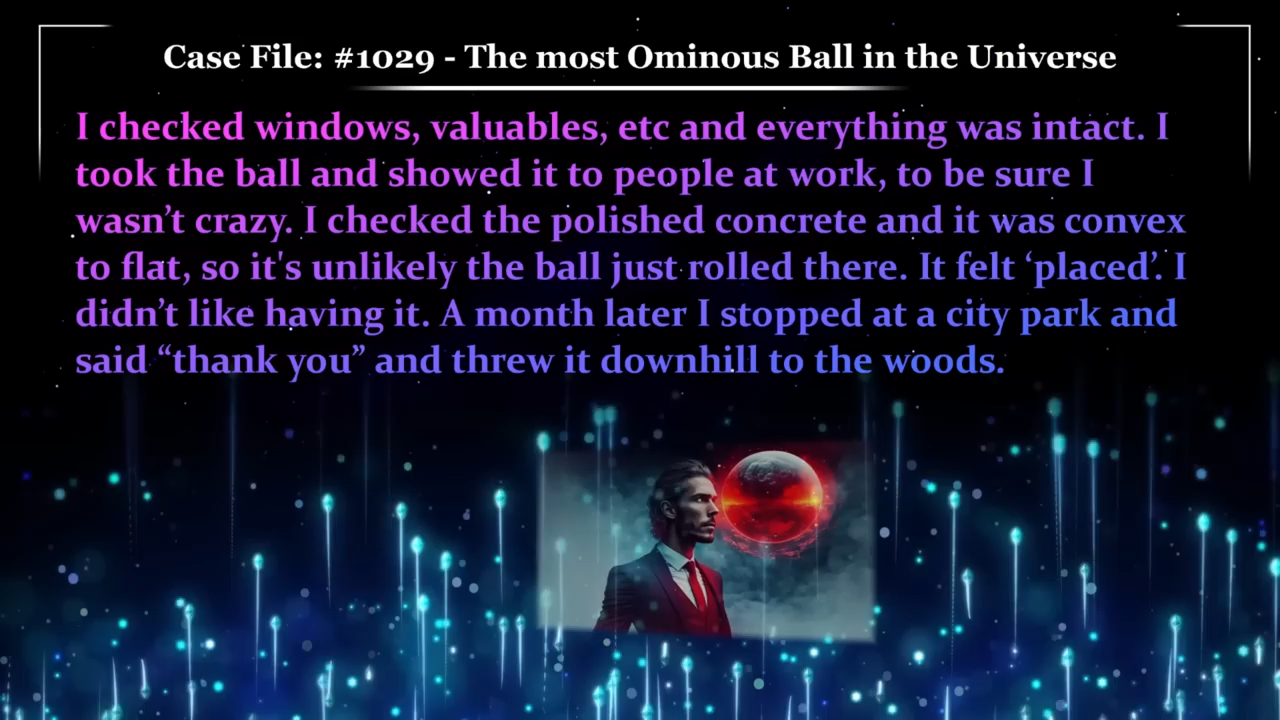 Case File: #1029 - The most Ominous Ball in the Universe
I checked windows, valuables, etc and everything was intact. I
took the ball and showed it to people at work, to be sure I
wasn’t crazy. I checked the polished concrete and it was convex
to flat, so it's unlikely the ball just rolled there. It felt ‘placed’. I
didn’t like having it. A month later I stopped at a city park and
said “thank you” and threw it downhill to the woods.